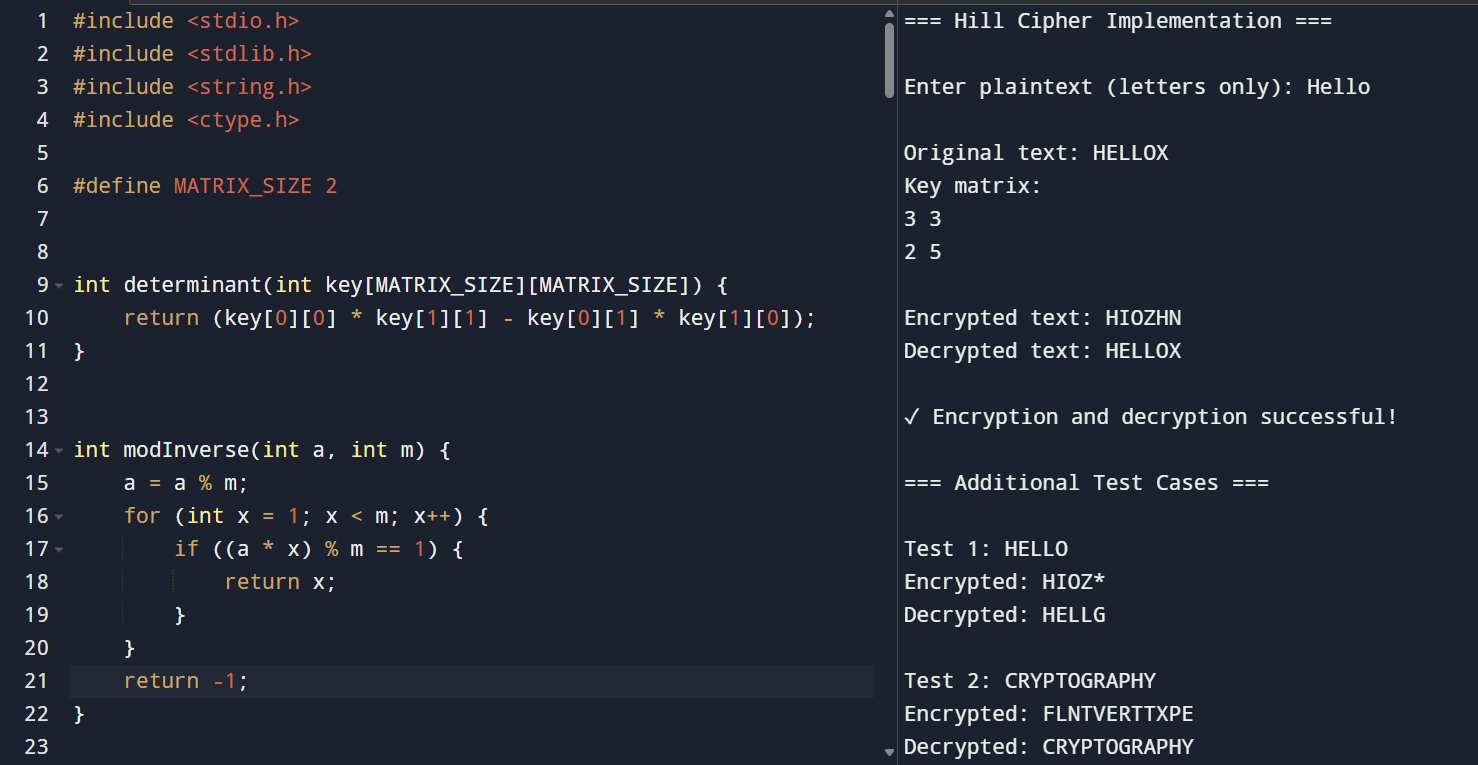 1 #include <stdio.h>
2 #include <stdlib.h>
3 #include <string.h>
4 #include <ctype.h>
5
6 #define MATRIX_SIZE 2
7
8
9 int determinant(int key[MATRIX_SIZE][MATRIX_SIZE]) {
10     return (key[0][0] * key[1][1] - key[0][1] * key[1][0]);
11 }
12
13
14 int modInverse(int a, int m) {
15     a = a % m;
16     for (int x = 1; x < m; x++) {
17         if ((a * x) % m == 1) {
18             return x;
19         }
20     }
21     return -1;
22 }
23
=== Hill Cipher Implementation ===
Enter plaintext (letters only): Hello
Original text: HELLOX
Key matrix:
3 3
2 5
Encrypted text: HIOZHN
Decrypted text: HELLOX
✓ Encryption and decryption successful!
=== Additional Test Cases ===
Test 1: HELLO
Encrypted: HIOZ*
Decrypted: HELLG
Test 2: CRYPTOGRAPHY
Encrypted: FLNTVERTTXPE
Decrypted: CRYPTOGRAPHY